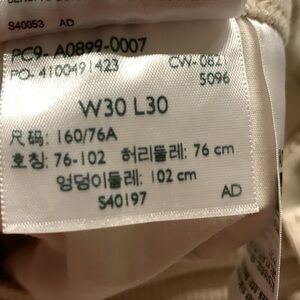 S40053 AD
PC9- A0899-0007
PO- 4100491423 CW-0821
5096
W30 L30
尺码: 160/76A
호칭: 76-102 허리둘레: 76 cm
엉덩이둘레: 102 cm
S40197 AD